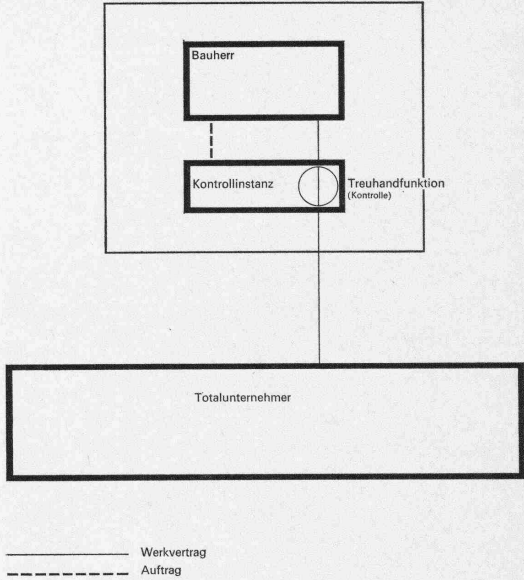 Bauherr
Kontrollinstanz
Treuhandfunktion
(Kontrolle)
Totalunternehmer
Werkvertrag
Auftrag